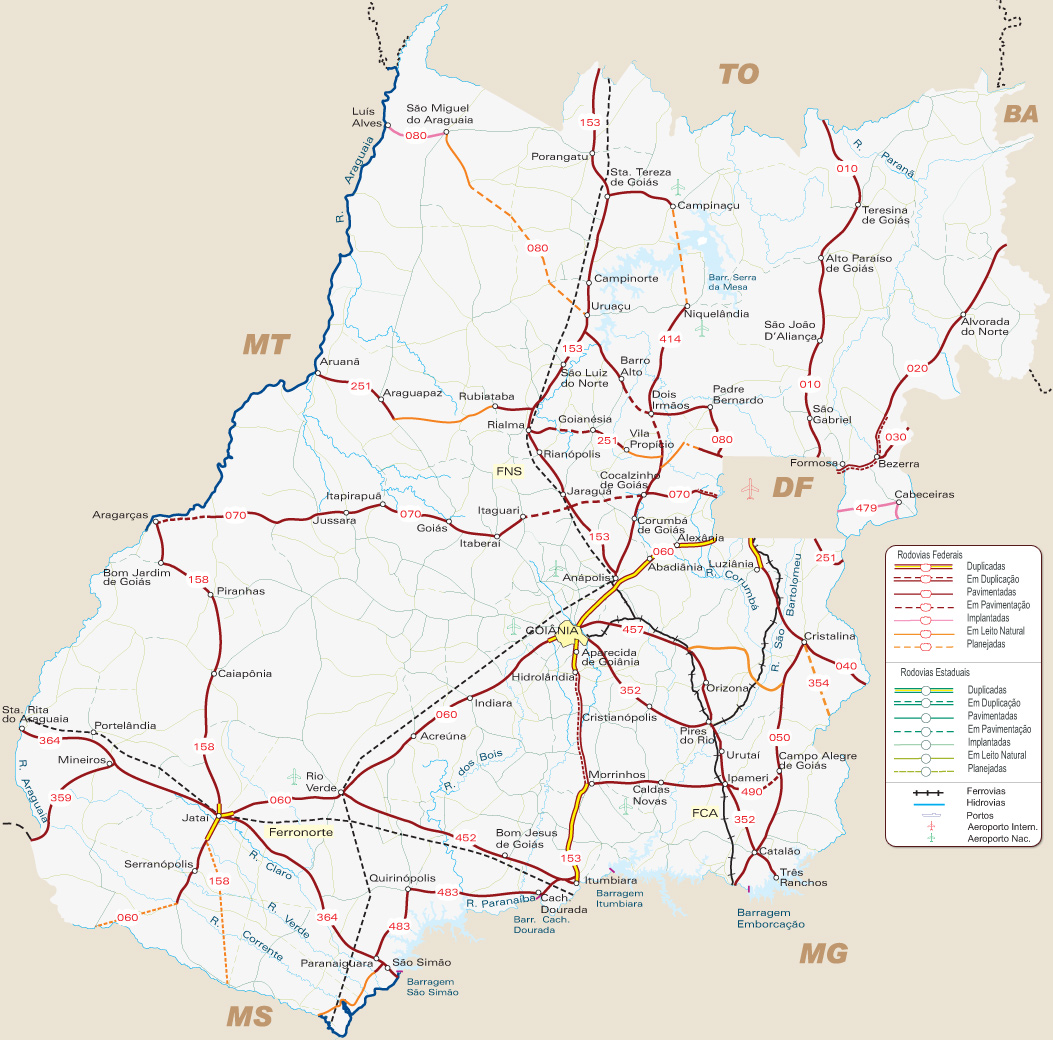 TO
BA
MT
DF
MG
MS
Luís
Alves
São Miguel
do Araguaia
080
R. Araguaia
153
Porangatu
Sta. Tereza
de Goiás
Campinaçu
010
R. Paranã
Teresina
de Goiás
080
Alto Paraíso
de Goiás
Campinorte
Barr. Serra
da Mesa
Uruaçu
Niquelândia
São João
D'Aliança
Alvorada
do Norte
414
153
Aruanã
251
Araguapaz
Rubiataba
São Luiz
do Norte
Barro
Alto
020
010
Dois
Irmãos
Padre
Bernardo
São
Gabriel
Rialma
Goianésia
251
Vila
Propício
080
030
Rianópolis
FNS
Formosa
Bezerra
Cocalzinho
de Goiás
Jaraguá
070
Cabeceiras
479
Itapirapuã
Aragarças
070
Jussara
070
Goiás
Itaguari
Itaberaí
Corumbá
de Goiás
153
Alexânia
060
Abadiânia
Luziânia
R. Corumbá
R. São Bartolomeu
251
Anápolis
Bom Jardim
de Goiás
158
Piranhas
GOIÂNIA
457
Cristalina
Aparecida
de Goiânia
Hidrolândia
040
Caiapônia
352
Orizona
354
Indiara
060
Cristianópolis
Sta. Rita
do Araguaia
Portelândia
364
Acreúna
Pires
do Rio
050
158
Mineiros
R. dos Bois
Urutaí
Campo Alegre
de Goiás
R. Araguaia
359
Rio
Verde
060
Morrinhos
Caldas
Novas
Ipameri
490
Jataí
Ferronorte
FCA
352
452
Bom Jesus
de Goiás
153
Catalão
Serranópolis
R. Claro
158
Três
Ranchos
Quirinópolis
483
Itumbiara
Barragem
Itumbiara
R. Paranaíba
Cach.
Dourada
Barr. Cach.
Dourada
Barragem
Emborcação
060
R. Verde
364
483
R. Corrente
Paranaiguara
São Simão
Barragem
São Simão
Rodovias Federais
Duplicadas
Em Duplicação
Pavimentadas
Em Pavimentação
Implantadas
Em Leito Natural
Planejadas
Rodovias Estaduais
Duplicadas
Em Duplicação
Pavimentadas
Em Pavimentação
Implantadas
Em Leito Natural
Planejadas
Ferrovias
Hidrovias
Portos
Aeroporto Intern.
Aeroporto Nac.